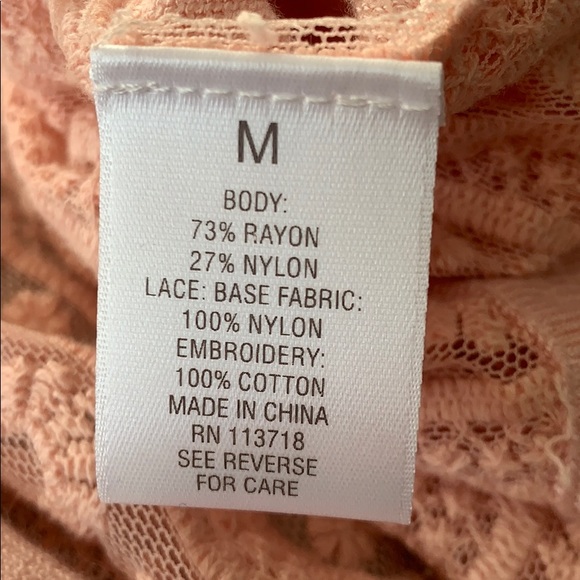 M
BODY:
73% RAYON
27% NYLON
LACE: BASE FABRIC:
100% NYLON
EMBROIDERY:
100% COTTON
MADE IN CHINA
RN 113718
SEE REVERSE
FOR CARE